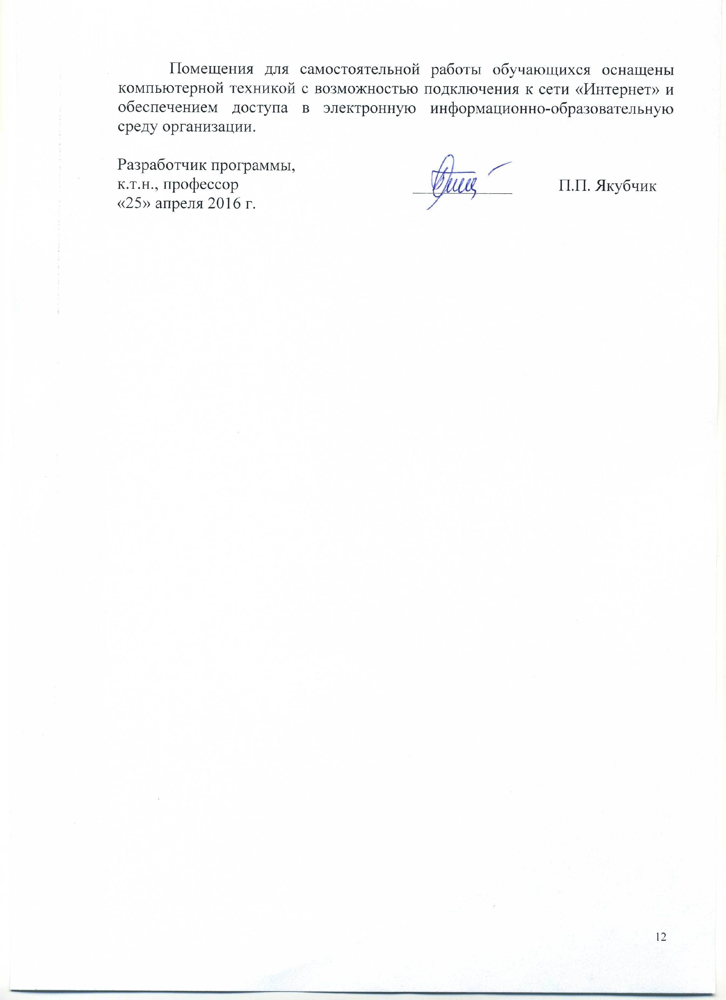 Помещения для самостоятельной работы обучающихся оснащены
компьютерной техникой с возможностью подключения к сети «Интернет» и
обеспечением доступа в электронную информационно-образовательную
среду организации.
Разработчик программы,
к.т.н., профессор
П.П. Якубчик
«25» апреля 2016 г.
12